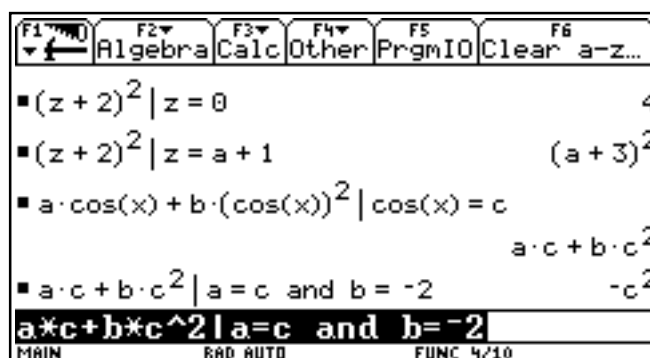 F1 F2 Algebra F3 Calc F4 Other F5 PrgmIO F6 Clear a-z…
▪(z + 2)² | z = 0 4
▪(z + 2)² | z = a + 1 (a + 3)²
▪ a·cos(x) + b·(cos(x))² | cos(x) = c
a·c + b·c²
▪ a·c + b·c² | a = c and b = ⁻2 ⁻c²
a*c+b*c^2|a=c and b=⁻2
MAIN RAD AUTO FUNC 4/10